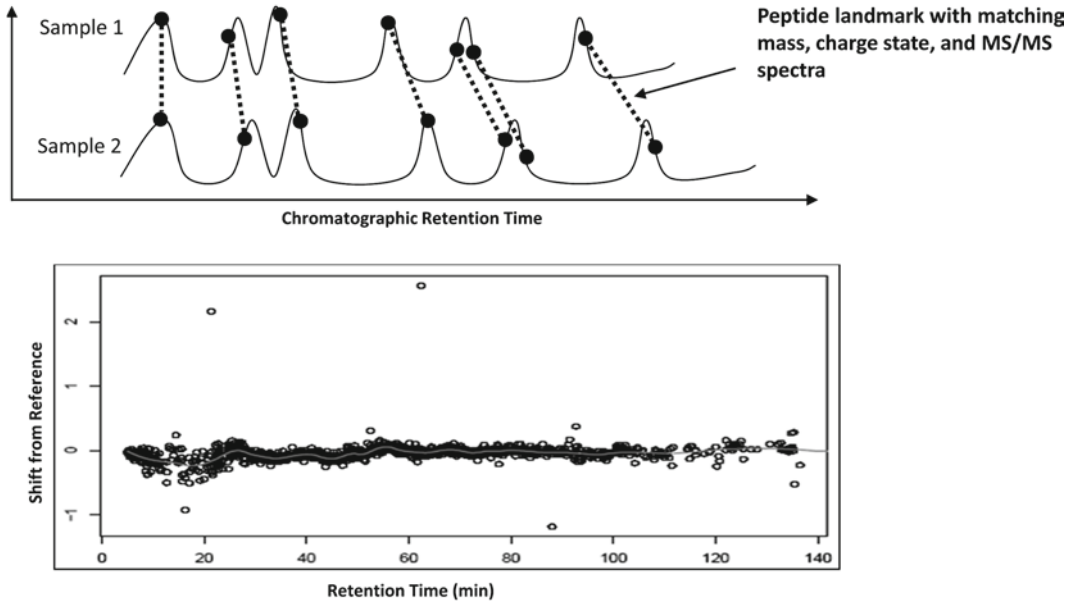 Sample 1
Peptide landmark with matching
mass, charge state, and MS/MS
spectra
Sample 2
Chromatographic Retention Time
Shift from Reference
2
1
0
-1
0 20 40 60 80 100 120 140
Retention Time (min)